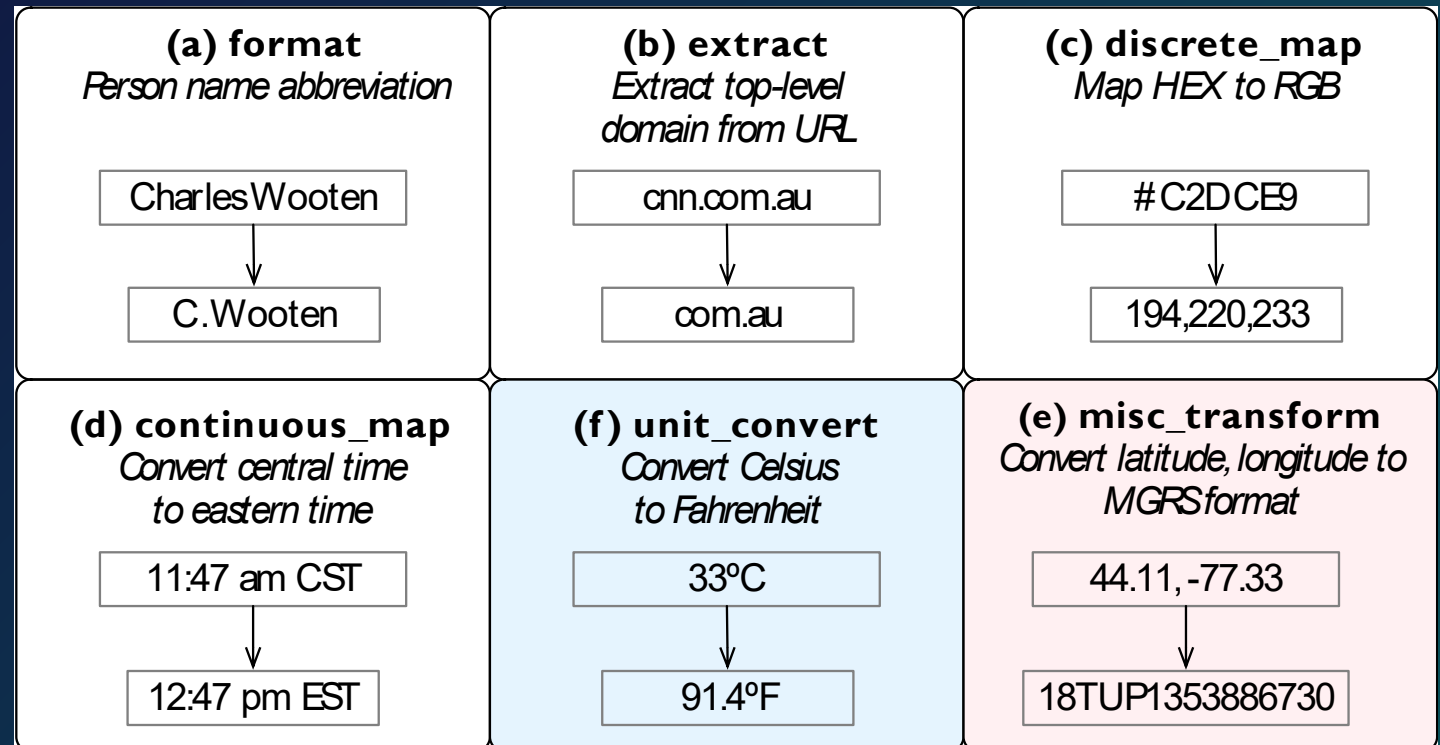 (a) format
Person name abbreviation
Charles Wooten
C. Wooten
(b) extract
Extract top-level
domain from URL
cnn.com.au
com.au
(c) discrete_map
Map HEX to RGB
#C2DCE9
194,220,233
(d) continuous_map
Convert central time
to eastern time
11:47 am CST
12:47 pm EST
(f) unit_convert
Convert Celsius
to Fahrenheit
33ºC
91.4ºF
(e) misc_transform
Convert latitude, longitude to
MGRS format
44.11, -77.33
18TUP1353886730